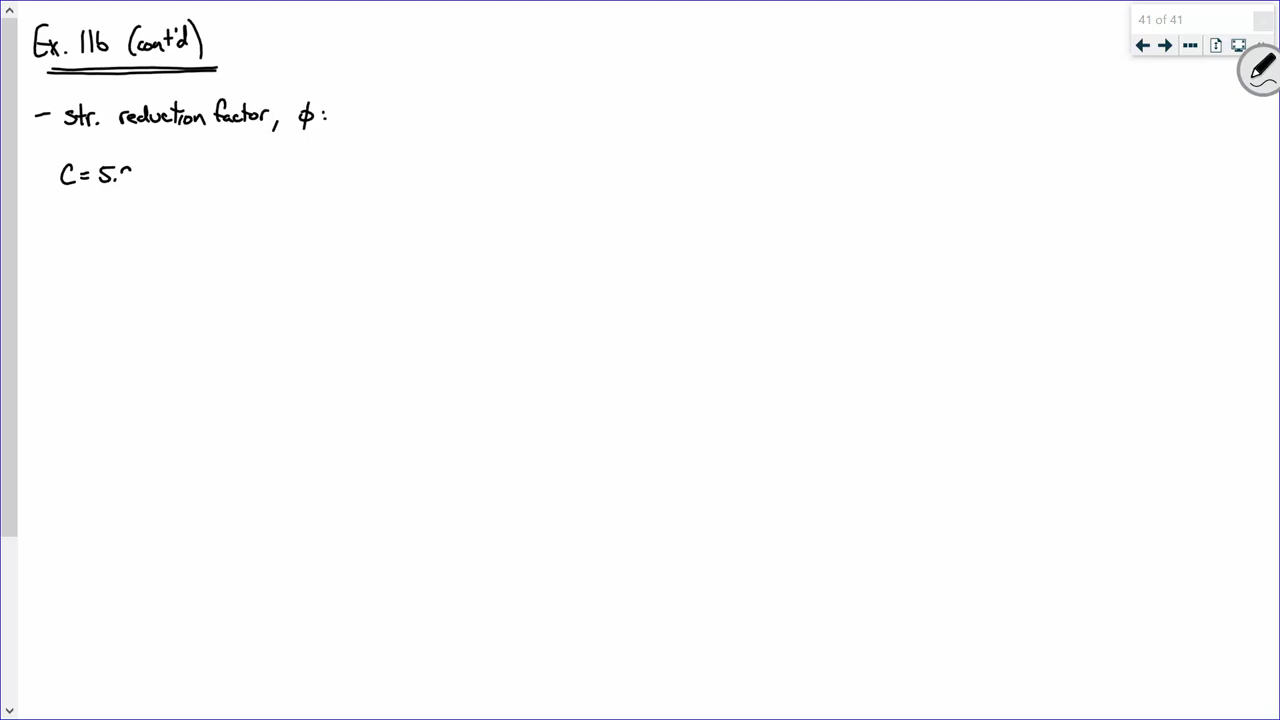 41 of 41
Ex. 11b (cont'd)
- str. reduction factor, ϕ:
C = 5.